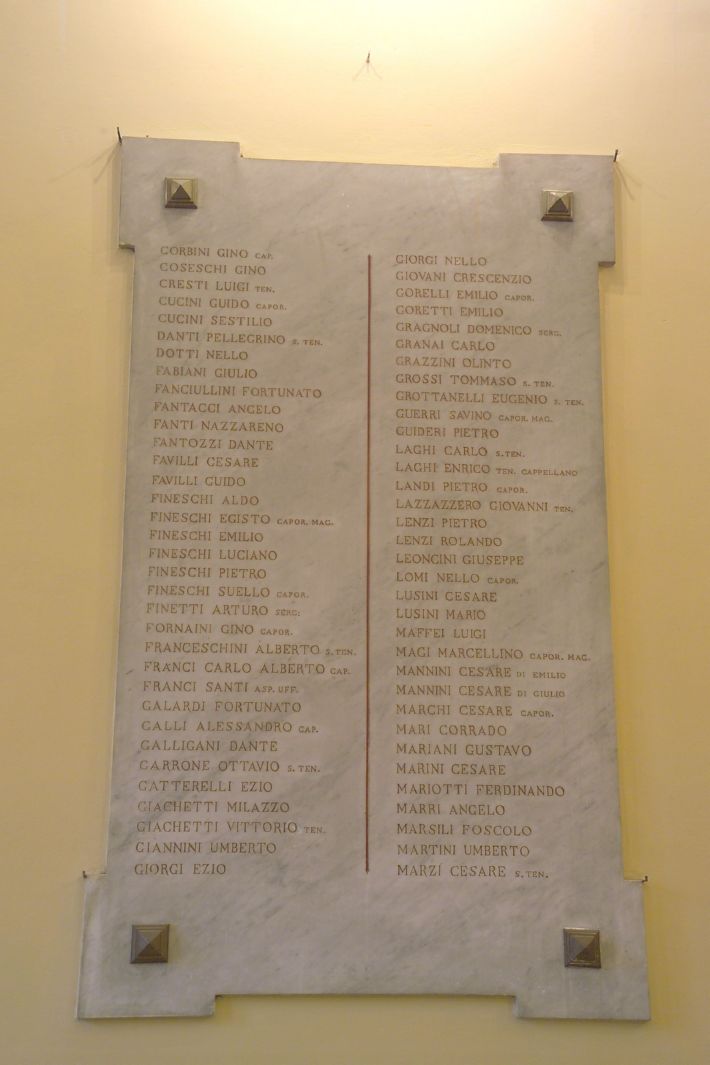 CORBINI GINO CAP.
COSESCHI GINO
CRESTI LUIGI TEN.
CUCINI GUIDO CAPOR.
CUCINI SESTILIO
DANTI PELLEGRINO S. TEN.
DOTTI NELLO
FABIANI GIULIO
FANCIULLINI FORTUNATO
FANTACCI ANGELO
FANTI NAZZARENO
FANTOZZI DANTE
FAVILLI CESARE
FAVILLI GUIDO
FINESCHI ALDO
FINESCHI EGISTO CAPOR. MAG.
FINESCHI EMILIO
FINESCHI LUCIANO
FINESCHI PIETRO
FINESCHI SUELLO CAPOR.
FINETTI ARTURO SERG.
FORNAINI GINO CAPOR.
FRANCESCHINI ALBERTO S. TEN.
FRANCI CARLO ALBERTO CAP.
FRANCI SANTI ASP. UFF.
GALARDI FORTUNATO
GALLI ALESSANDRO CAP.
GALLIGANI DANTE
GARRONE OTTAVIO S. TEN.
GATTERELLI EZIO
GIACHETTI MILAZZO
GIACHETTI VITTORIO TEN.
GIANNINI UMBERTO
GIORGI EZIO
GIORGI NELLO
GIOVANI CRESCENZIO
GORELLI EMILIO CAPOR.
GORETTI EMILIO
GRAGNOLI DOMENICO SERG.
GRANAI CARLO
GRAZZINI OLINTO
GROSSI TOMMASO S. TEN.
GROTTANELLI EUGENIO S. TEN.
GUERRI SAVINO CAPOR. MAG.
GUIDERI PIETRO
LAGHI CARLO S. TEN.
LAGHI ENRICO TEN. CAPPELLANO
LANDI PIETRO CAPOR.
LAZZAZZERO GIOVANNI TEN.
LENZI PIETRO
LENZI ROLANDO
LEONCINI GIUSEPPE
LOMI NELLO CAPOR.
LUSINI CESARE
LUSINI MARIO
MAFFEI LUIGI
MAGI MARCELLINO CAPOR. MAG.
MANNINI CESARE DI EMILIO
MANNINI CESARE DI GIULIO
MARCHI CESARE CAPOR.
MARI CORRADO
MARIANI GUSTAVO
MARINI CESARE
MARIOTTI FERDINANDO
MARRI ANGELO
MARSILI FOSCOLO
MARTINI UMBERTO
MARZÍ CESARE S. TEN.